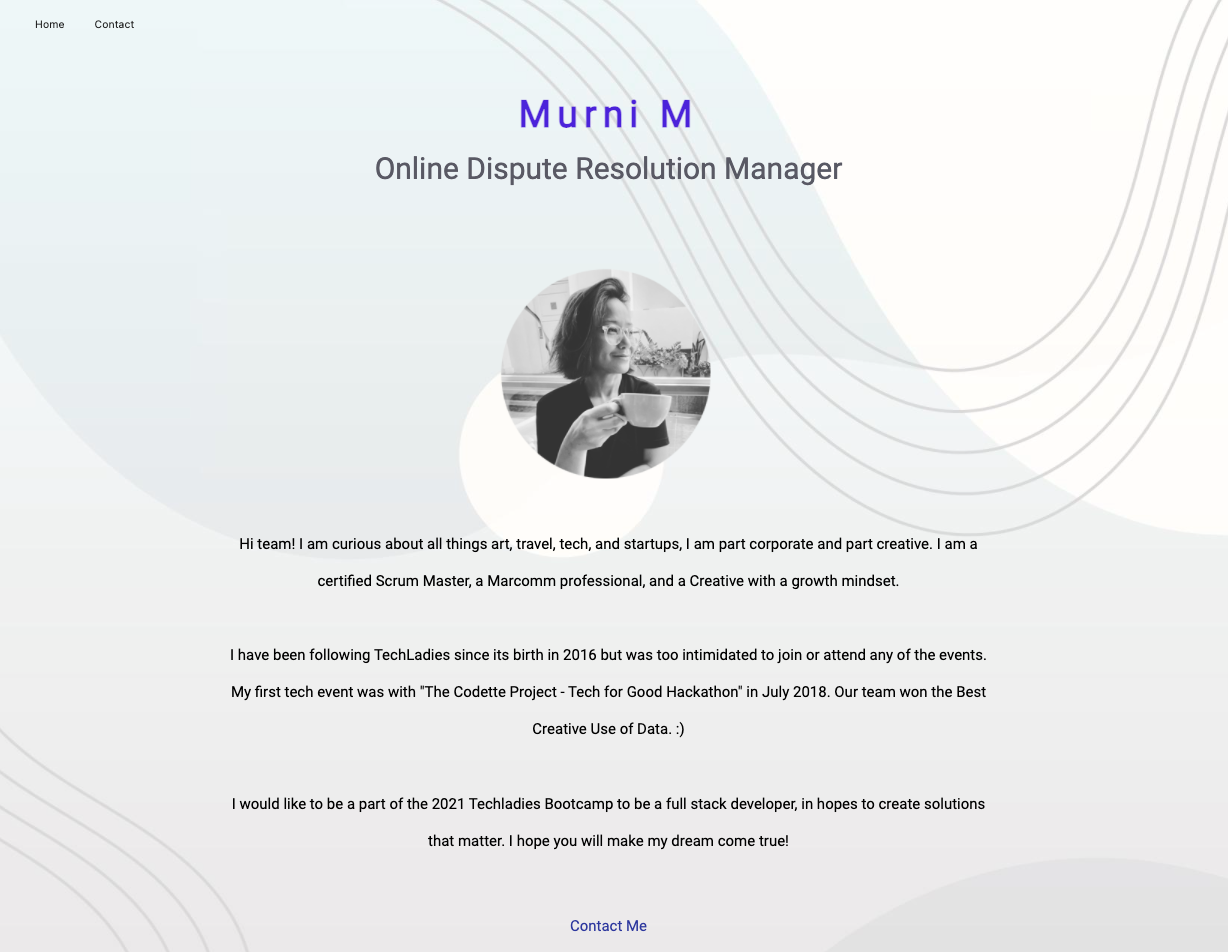 Home Contact
Murni M
Online Dispute Resolution Manager
Hi team! I am curious about all things art, travel, tech, and startups, I am part corporate and part creative. I am a
certified Scrum Master, a Marcomm professional, and a Creative with a growth mindset.
I have been following TechLadies since its birth in 2016 but was too intimidated to join or attend any of the events.
My first tech event was with "The Codette Project - Tech for Good Hackathon" in July 2018. Our team won the Best
Creative Use of Data. :)
I would like to be a part of the 2021 Techladies Bootcamp to be a full stack developer, in hopes to create solutions
that matter. I hope you will make my dream come true!
Contact Me